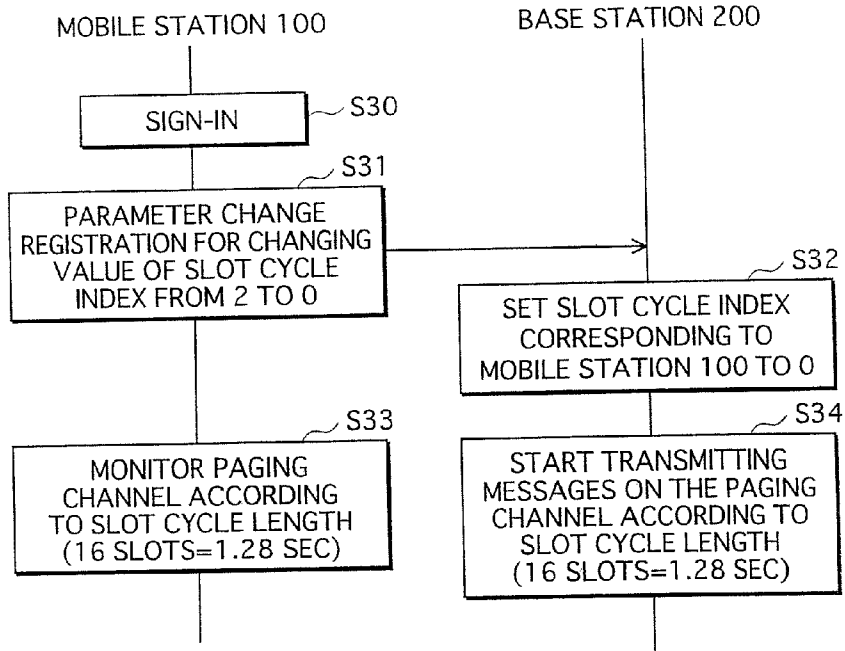 MOBILE STATION 100
BASE STATION 200
SIGN-IN
S30
S31
PARAMETER CHANGE
REGISTRATION FOR CHANGING
VALUE OF SLOT CYCLE
INDEX FROM 2 TO 0
S32
SET SLOT CYCLE INDEX
CORRESPONDING TO
MOBILE STATION 100 TO 0
S33
MONITOR PAGING
CHANNEL ACCORDING
TO SLOT CYCLE LENGTH
(16 SLOTS=1.28 SEC)
S34
START TRANSMITTING
MESSAGES ON THE PAGING
CHANNEL ACCORDING TO
SLOT CYCLE LENGTH
(16 SLOTS=1.28 SEC)